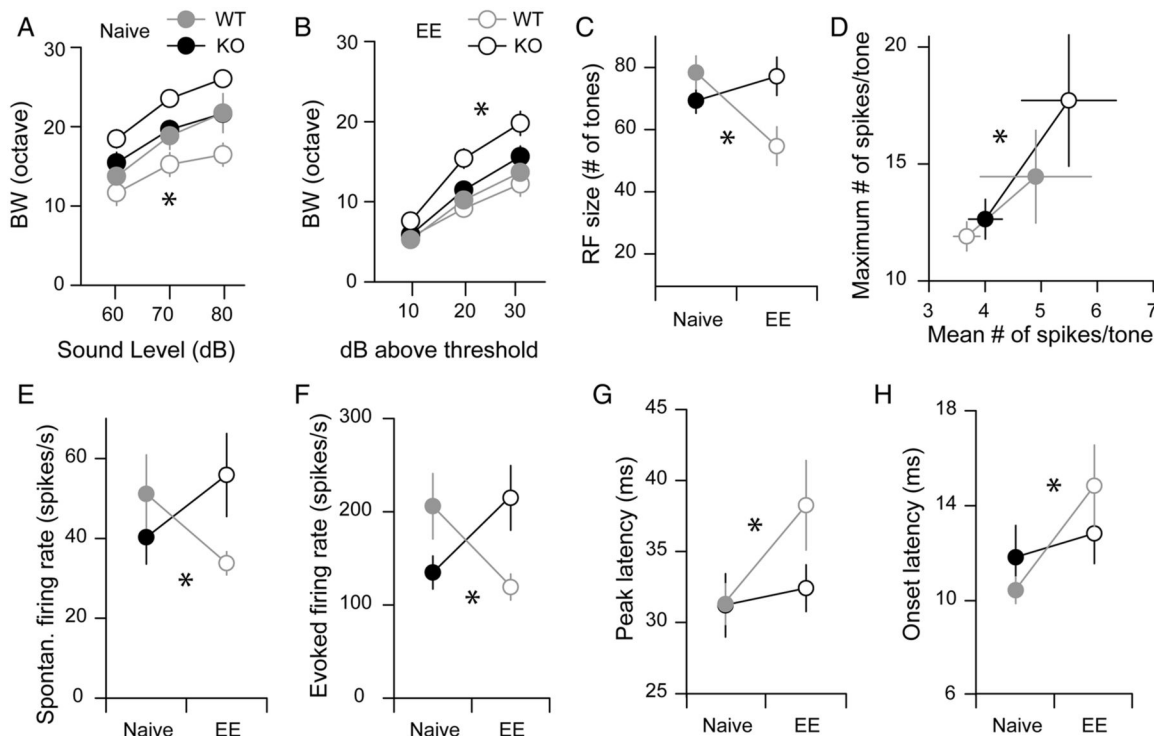 A
Naive
WT
KO
30
20
10
0
BW (octave)
60 70 80
Sound Level (dB)
*
B
EE
WT
KO
30
20
10
0
BW (octave)
10 20 30
dB above threshold
*
C
80
60
40
20
RF size (# of tones)
Naive EE
*
D
20
15
10
Maximum # of spikes/tone
3 4 5 6 7
Mean # of spikes/tone
*
E
60
40
20
0
Spontan. firing rate (spikes/s)
Naive EE
*
F
300
200
100
0
Evoked firing rate (spikes/s)
Naive EE
*
G
45
40
35
30
25
Peak latency (ms)
Naive EE
*
H
18
14
10
6
Onset latency (ms)
Naive EE
*